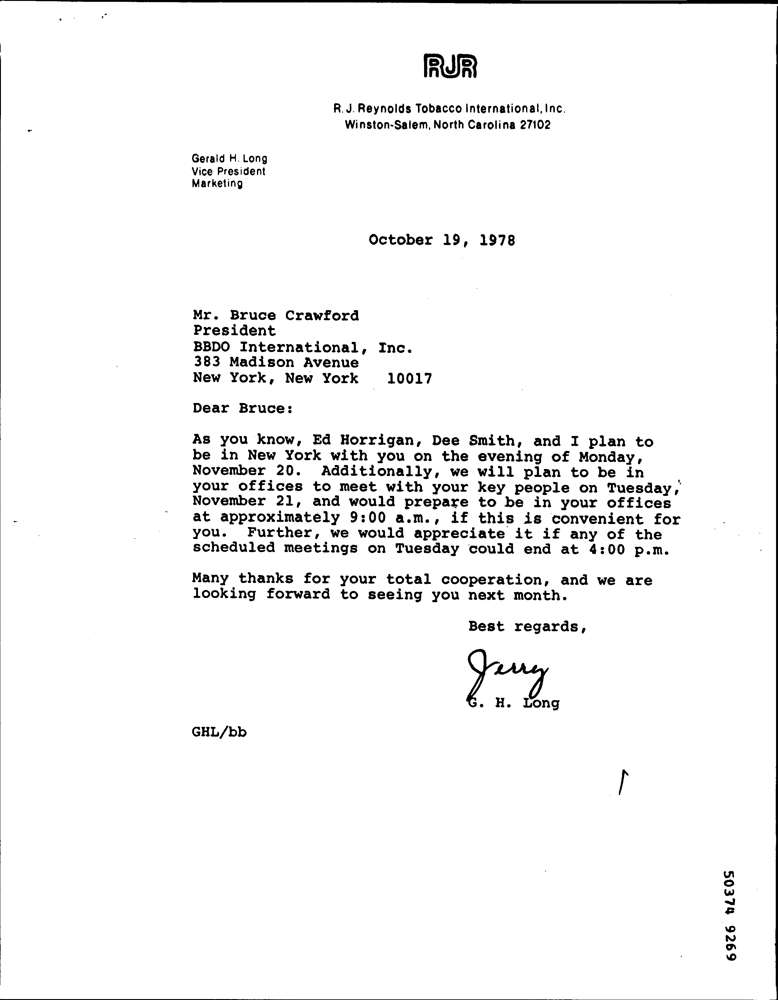 RJR
R.J. Reynolds Tobacco International, Inc.
Winston-Salem, North Carolina 27102
Gerald H. Long
Vice President
Marketing
October 19, 1978
Mr. Bruce Crawford
President
BBDO International, Inc.
383 Madison Avenue
New York, New York 10017
Dear Bruce:
As you know, Ed Horrigan, Dee Smith, and I plan to
be in New York with you on the evening of Monday,
November 20. Additionally, we will plan to be in
your offices to meet with your key people on Tuesday,
November 21, and would prepare to be in your offices
at approximately 9:00 a.m., if this is convenient for
you. Further, we would appreciate it if any of the
scheduled meetings on Tuesday could end at 4:00 p.m.
Many thanks for your total cooperation, and we are
looking forward to seeing you next month.
Best regards,
Jerry
G. H. Long
GHL/bb
50374 9269